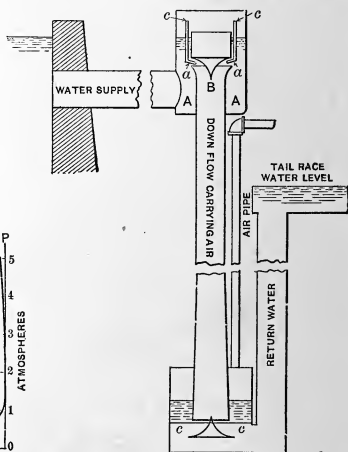 c c
a a
B
A A
WATER SUPPLY
DOWN FLOW CARRYING AIR
AIR PIPE
TAIL RACE
WATER LEVEL
RETURN WATER
P
5
4
3
2
1
0
ATMOSPHERES
c c